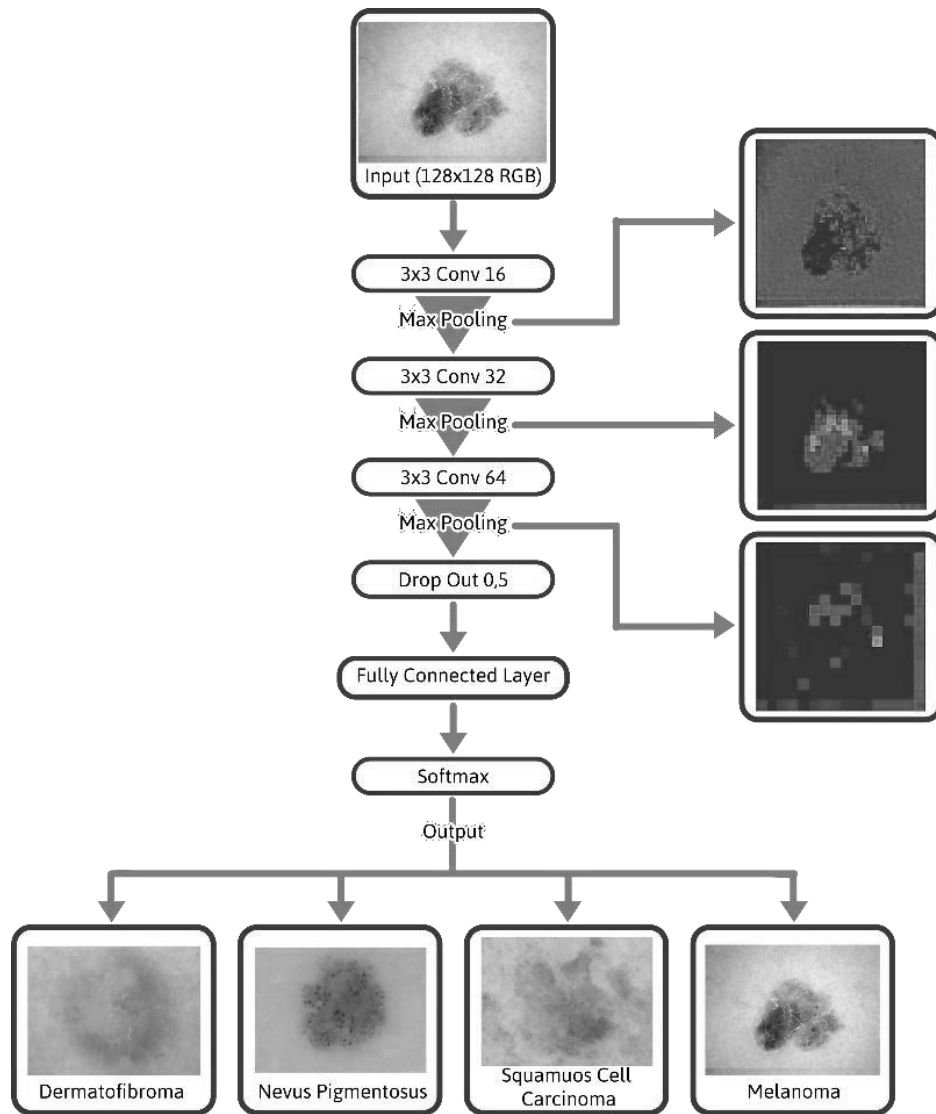 Input (128x128 RGB)
3x3 Conv 16
Max Pooling
3x3 Conv 32
Max Pooling
3x3 Conv 64
Max Pooling
Drop Out 0,5
Fully Connected Layer
Softmax
Output
Dermatofibroma
Nevus Pigmentosus
Squamuos Cell
Carcinoma
Melanoma